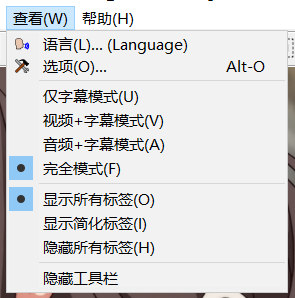 查看(W) 帮助(H)
语言(L)... (Language)
选项(O)... Alt-O
仅字幕模式(U)
视频+字幕模式(V)
音频+字幕模式(A)
完全模式(F)
显示所有标签(O)
显示简化标签(I)
隐藏所有标签(H)
隐藏工具栏